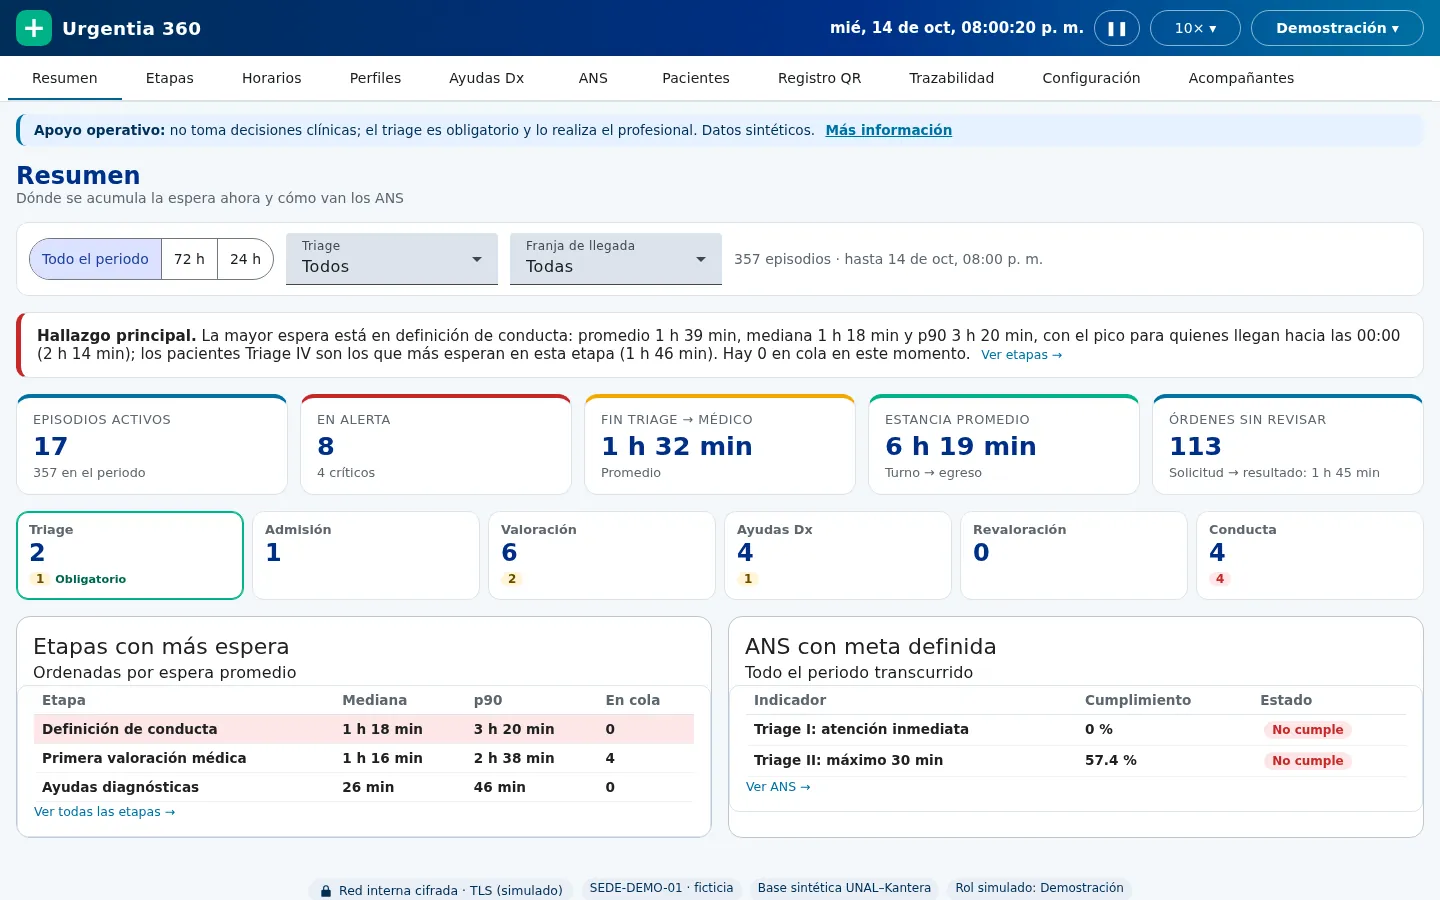 Urgentia 360
mié, 14 de oct, 08:00:20 p. m.
10× ▾
Demostración ▾
Resumen
Etapas
Horarios
Perfiles
Ayudas Dx
ANS
Pacientes
Registro QR
Trazabilidad
Configuración
Acompañantes
Apoyo operativo: no toma decisiones clínicas; el triage es obligatorio y lo realiza el profesional. Datos sintéticos. Más información
Resumen
Dónde se acumula la espera ahora y cómo van los ANS
Todo el periodo
72 h
24 h
Triage
Todos
Franja de llegada
Todas
357 episodios · hasta 14 de oct, 08:00 p. m.
Hallazgo principal. La mayor espera está en definición de conducta: promedio 1 h 39 min, mediana 1 h 18 min y p90 3 h 20 min, con el pico para quienes llegan hacia las 00:00
(2 h 14 min); los pacientes Triage IV son los que más esperan en esta etapa (1 h 46 min). Hay 0 en cola en este momento. Ver etapas →
EPISODIOS ACTIVOS
17
357 en el periodo
EN ALERTA
8
4 críticos
FIN TRIAGE → MÉDICO
1 h 32 min
Promedio
ESTANCIA PROMEDIO
6 h 19 min
Turno → egreso
ÓRDENES SIN REVISAR
113
Solicitud → resultado: 1 h 45 min
Triage
2
1 Obligatorio
Admisión
1
Valoración
6
2
Ayudas Dx
4
1
Revaloración
0
Conducta
4
4
Etapas con más espera
Ordenadas por espera promedio
Etapa Mediana p90 En cola
Definición de conducta 1 h 18 min 3 h 20 min 0
Primera valoración médica 1 h 16 min 2 h 38 min 4
Ayudas diagnósticas 26 min 46 min 0
Ver todas las etapas →
ANS con meta definida
Todo el periodo transcurrido
Indicador Cumplimiento Estado
Triage I: atención inmediata 0 % No cumple
Triage II: máximo 30 min 57.4 % No cumple
Ver ANS →
Red interna cifrada · TLS (simulado)
SEDE-DEMO-01 · ficticia
Base sintética UNAL–Kantera
Rol simulado: Demostración